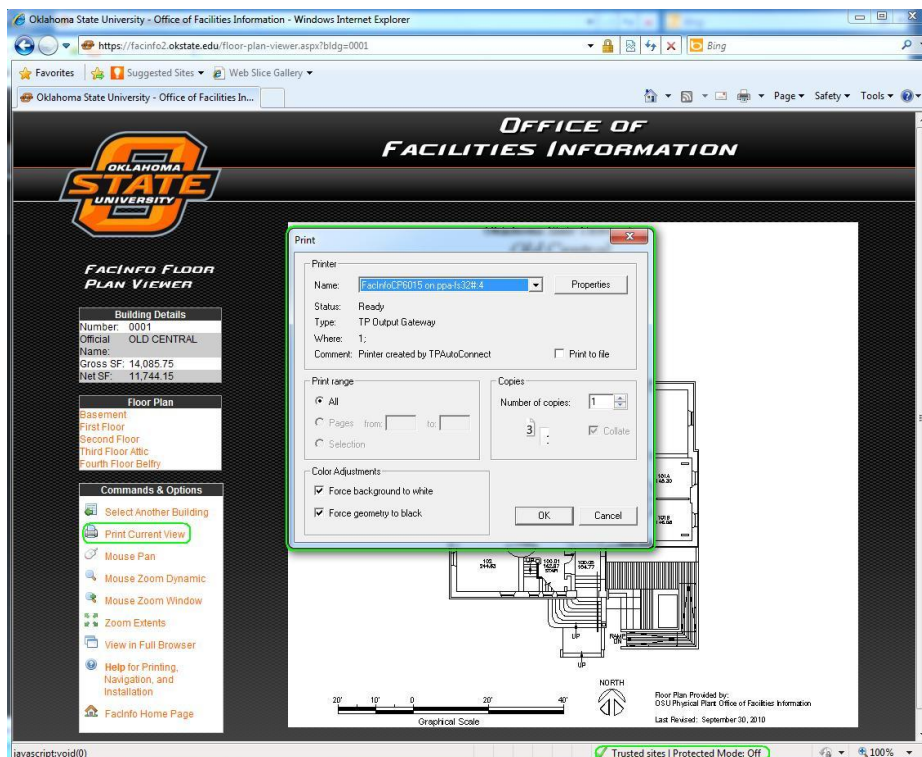 Oklahoma State University - Office of Facilities Information - Windows Internet Explorer
https://facinfo2.okstate.edu/floor-plan-viewer.aspx?bldg=0001
Bing
Favorites
Suggested Sites
Web Slice Gallery
Oklahoma State University - Office of Facilities In...
Page
Safety
Tools
OFFICE OF
FACILITIES INFORMATION
OKLAHOMA
STATE
UNIVERSITY
FACINFO FLOOR
PLAN VIEWER
Building Details
Number: 0001
Official Name: OLD CENTRAL
Gross SF: 14,085.75
Net SF: 11,744.15
Floor Plan
Basement
First Floor
Second Floor
Third Floor Attic
Fourth Floor Belfry
Commands & Options
Select Another Building
Print Current View
Mouse Pan
Mouse Zoom Dynamic
Mouse Zoom Window
Zoom Extents
View in Full Browser
Help for Printing,
Navigation, and
Installation
FacInfo Home Page
Old Central
Print
Printer
Name: FacInfoCP6015 on ppa-fs32#:4
Properties
Status: Ready
Type: TP Output Gateway
Where: 1;
Comment: Printer created by TPAutoConnect
Print to file
Print range
All
Pages from: to:
Selection
Copies
Number of copies: 1
3
Collate
Color Adjustments
Force background to white
Force geometry to black
OK
Cancel
UP
STAIR
UP
RAMP
DN
UP
20' 10' 0 20' 40'
Graphical Scale
NORTH
Floor Plan Provided by:
OSU Physical Plant Office of Facilities Information
Last Revised: September 30, 2010
javascript:void(0)
Trusted sites | Protected Mode: Off
100%